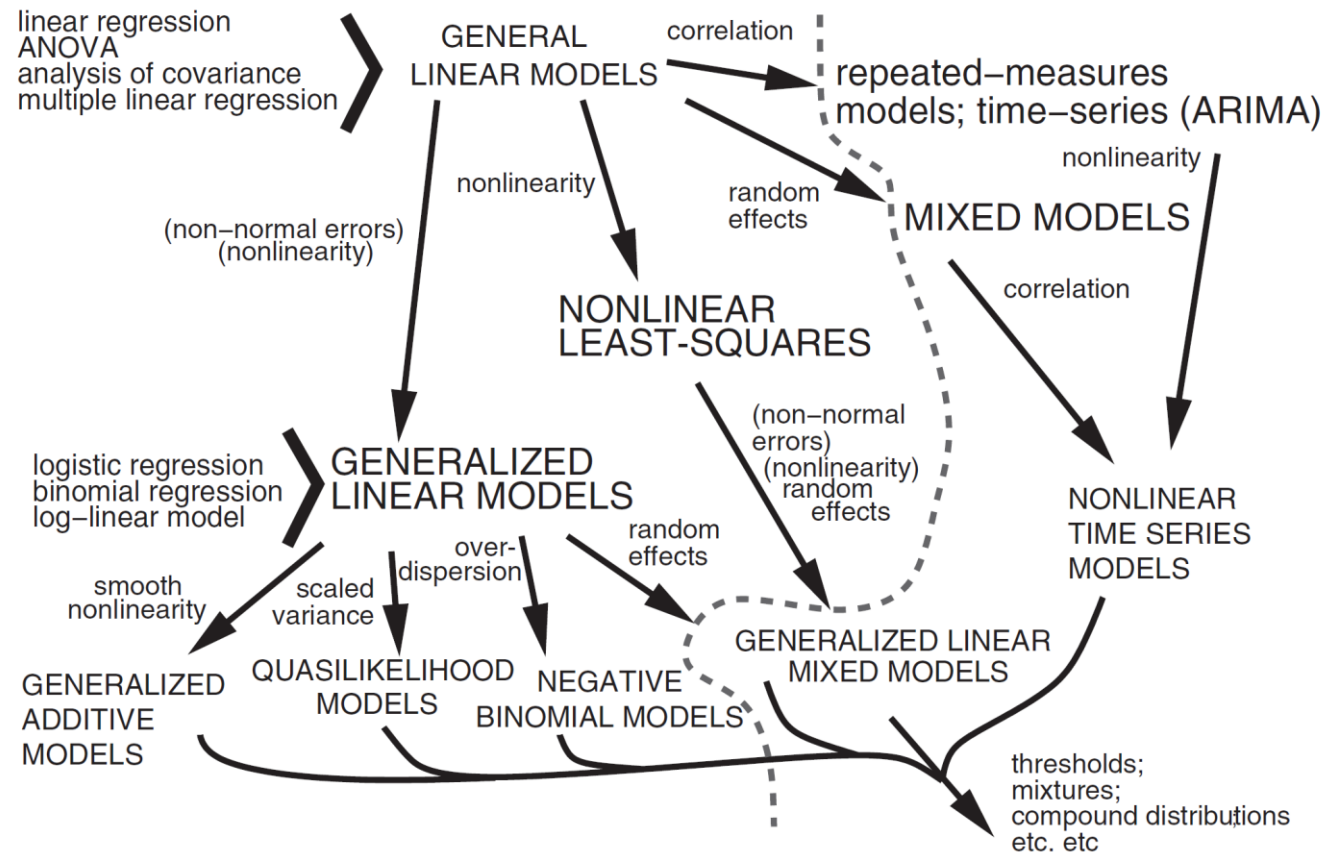 linear regression
ANOVA
analysis of covariance
multiple linear regression
GENERAL
LINEAR MODELS
correlation
repeated−measures
models; time−series (ARIMA)
nonlinearity
nonlinearity
random
effects
MIXED MODELS
(non−normal errors)
(nonlinearity)
correlation
NONLINEAR
LEAST-SQUARES
(non−normal
errors)
(nonlinearity)
random
effects
logistic regression
binomial regression
log−linear model
GENERALIZED
LINEAR MODELS
NONLINEAR
TIME SERIES
MODELS
smooth
nonlinearity
scaled
variance
over-
dispersion
random
effects
GENERALIZED
ADDITIVE
MODELS
QUASILIKELIHOOD
MODELS
NEGATIVE
BINOMIAL MODELS
GENERALIZED LINEAR
MIXED MODELS
thresholds;
mixtures;
compound distributions;
etc. etc